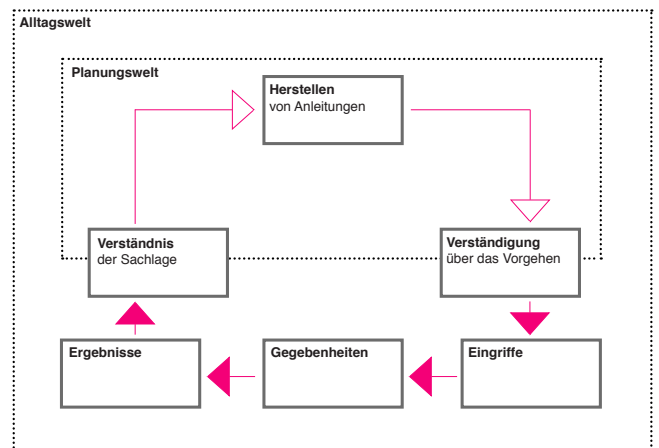 Alltagswelt
Planungswelt
Herstellen
von Anleitungen
Verständnis
der Sachlage
Verständigung
über das Vorgehen
Ergebnisse
Gegebenheiten
Eingriffe